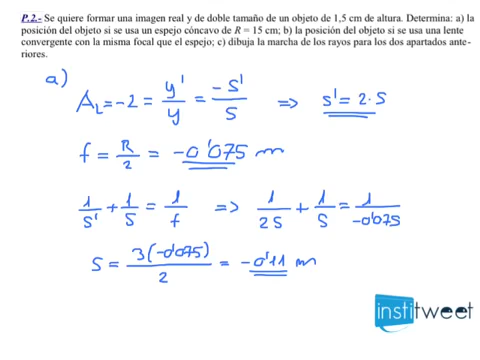 P.2.- Se quiere formar una imagen real y de doble tamaño de un objeto de 1,5 cm de altura. Determina: a) la
posición del objeto si se usa un espejo cóncavo de R = 15 cm; b) la posición del objeto si se usa una lente
convergente con la misma focal que el espejo; c) dibuja la marcha de los rayos para los dos apartados ante-
riores.
a)
A_L = -2 = y'/y = -s'/s => s' = 2·s
f = R/2 = -0'075 m
1/s' + 1/s = 1/f => 1/2s + 1/s = 1/-0'075
s = 3(-0'075)/2 = -0'11 m
institweet